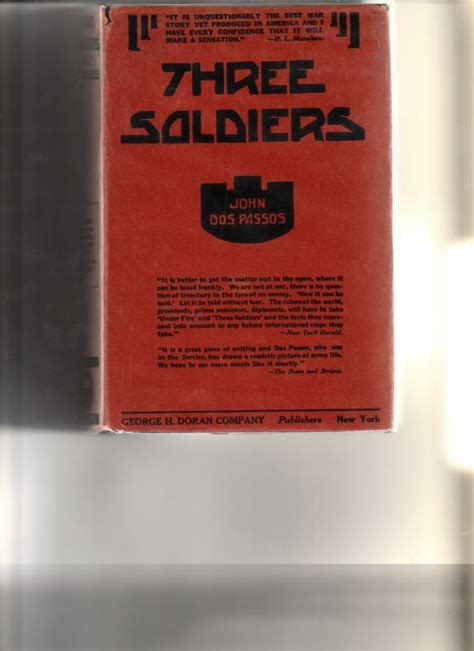 "IT IS UNQUESTIONABLY THE BEST WAR
STORY YET PRODUCED IN AMERICA AND I
HAVE EVERY CONFIDENCE THAT IT WILL
MAKE A SENSATION." —H. L. Mencken.
THREE
SOLDIERS
JOHN
DOS PASSOS
"It is better to get the matter out in the open, where it
can be faced frankly. We are not at war, there is no ques-
tion of treachery in the face of an enemy. 'Now it can be
told.' Let it be told without fear. The rulers of the world,
presidents, prime ministers, diplomats, will have to take
'Under Fire' and 'Three Soldiers' and the facts they repre-
sent into account in any future international steps they
take." —New York Herald.
"It is a great piece of writing and Dos Passos, who was
in the Service, has drawn a realistic picture of army life.
We hope to see more novels like it shortly."
—The Stars and Stripes.
GEORGE H. DORAN COMPANY Publishers New York